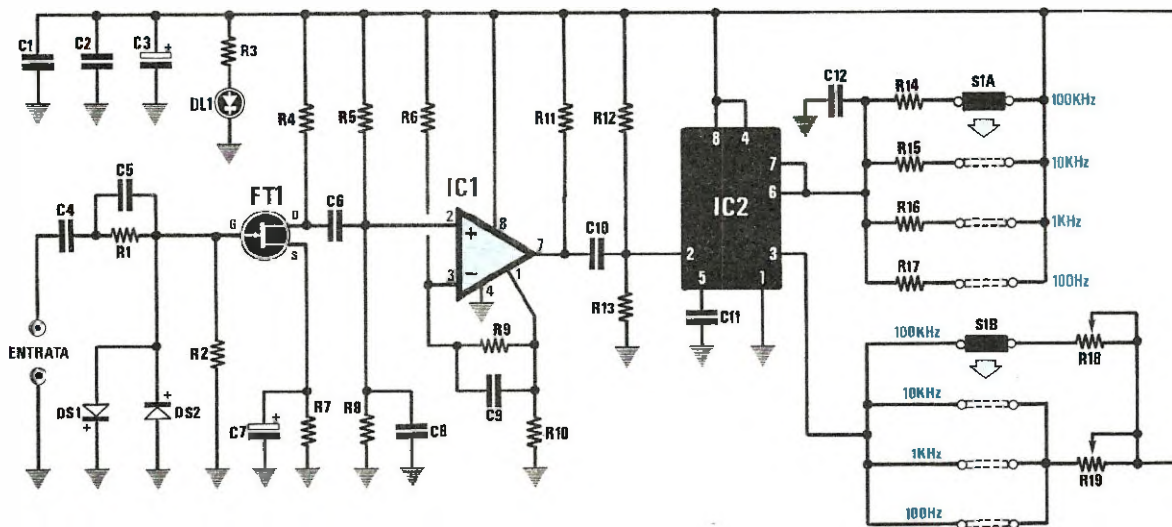 C1
C2
C3
+
R3
DL1
R4
R5
R6
R11
R12
C12
R14
S1A
100KHz
R15
10KHz
R16
1KHz
R17
100Hz
8
4
7
6
IC2
2
3
5
1
C11
C5
C4
R1
FT1
G
D
S
C6
IC1
2
+
8
3
−
7
1
4
C10
R13
ENTRATA
R2
DS1
+
DS2
+
C7
+
R7
R8
C8
R9
C9
R10
100KHz
S1B
R18
10KHz
1KHz
R19
100Hz